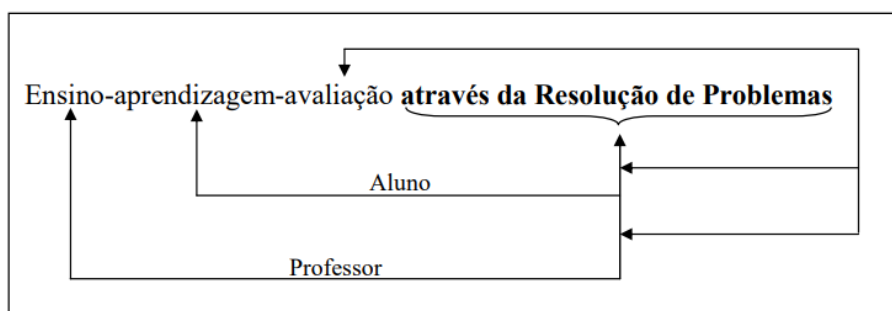 Ensino-aprendizagem-avaliação através da Resolução de Problemas
Aluno
Professor